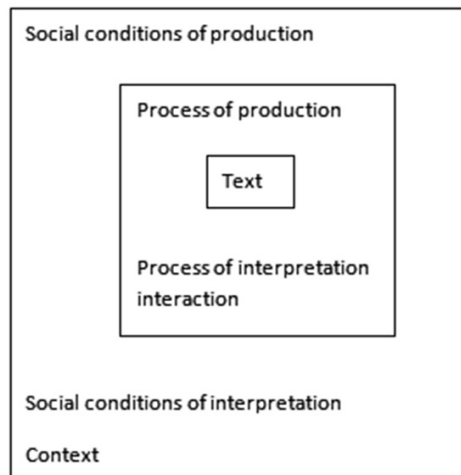 Social conditions of production
Process of production
Text
Process of interpretation
interaction
Social conditions of interpretation
Context